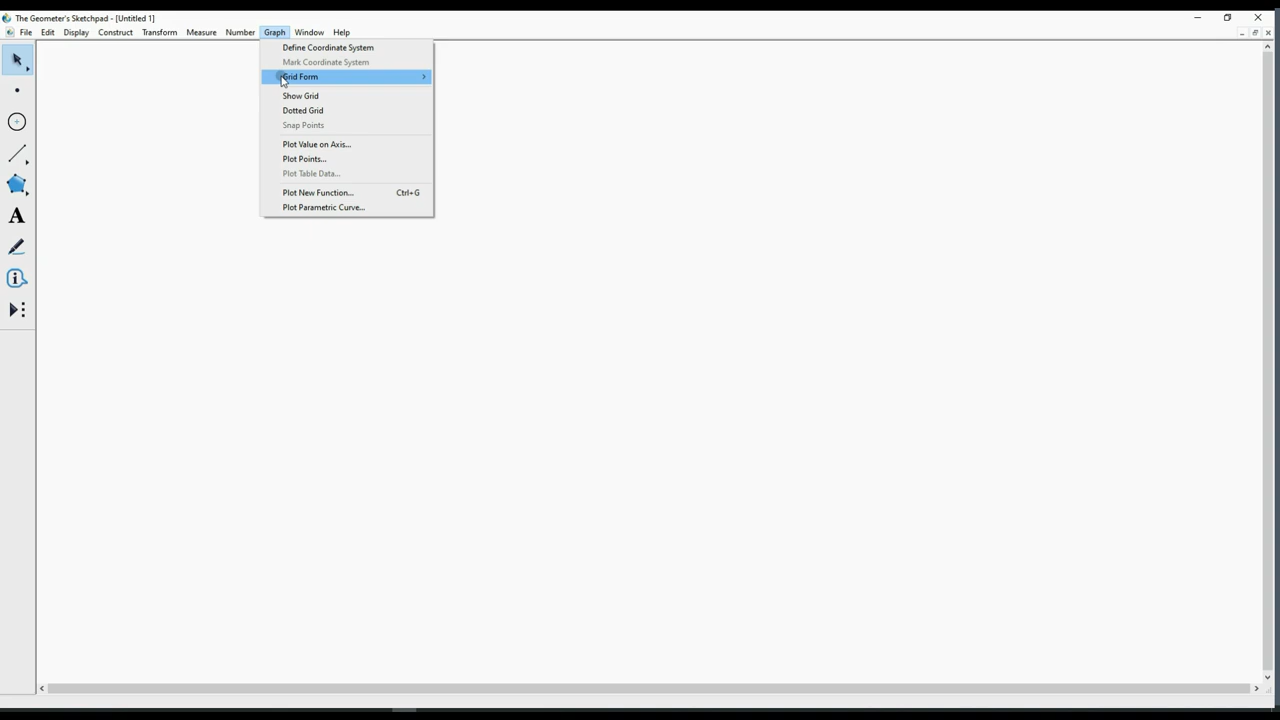 The Geometer's Sketchpad - [Untitled 1]
File Edit Display Construct Transform Measure Number Graph Window Help
Define Coordinate System
Mark Coordinate System
Grid Form
Show Grid
Dotted Grid
Snap Points
Plot Value on Axis...
Plot Points...
Plot Table Data...
Plot New Function... Ctrl+G
Plot Parametric Curve...
A